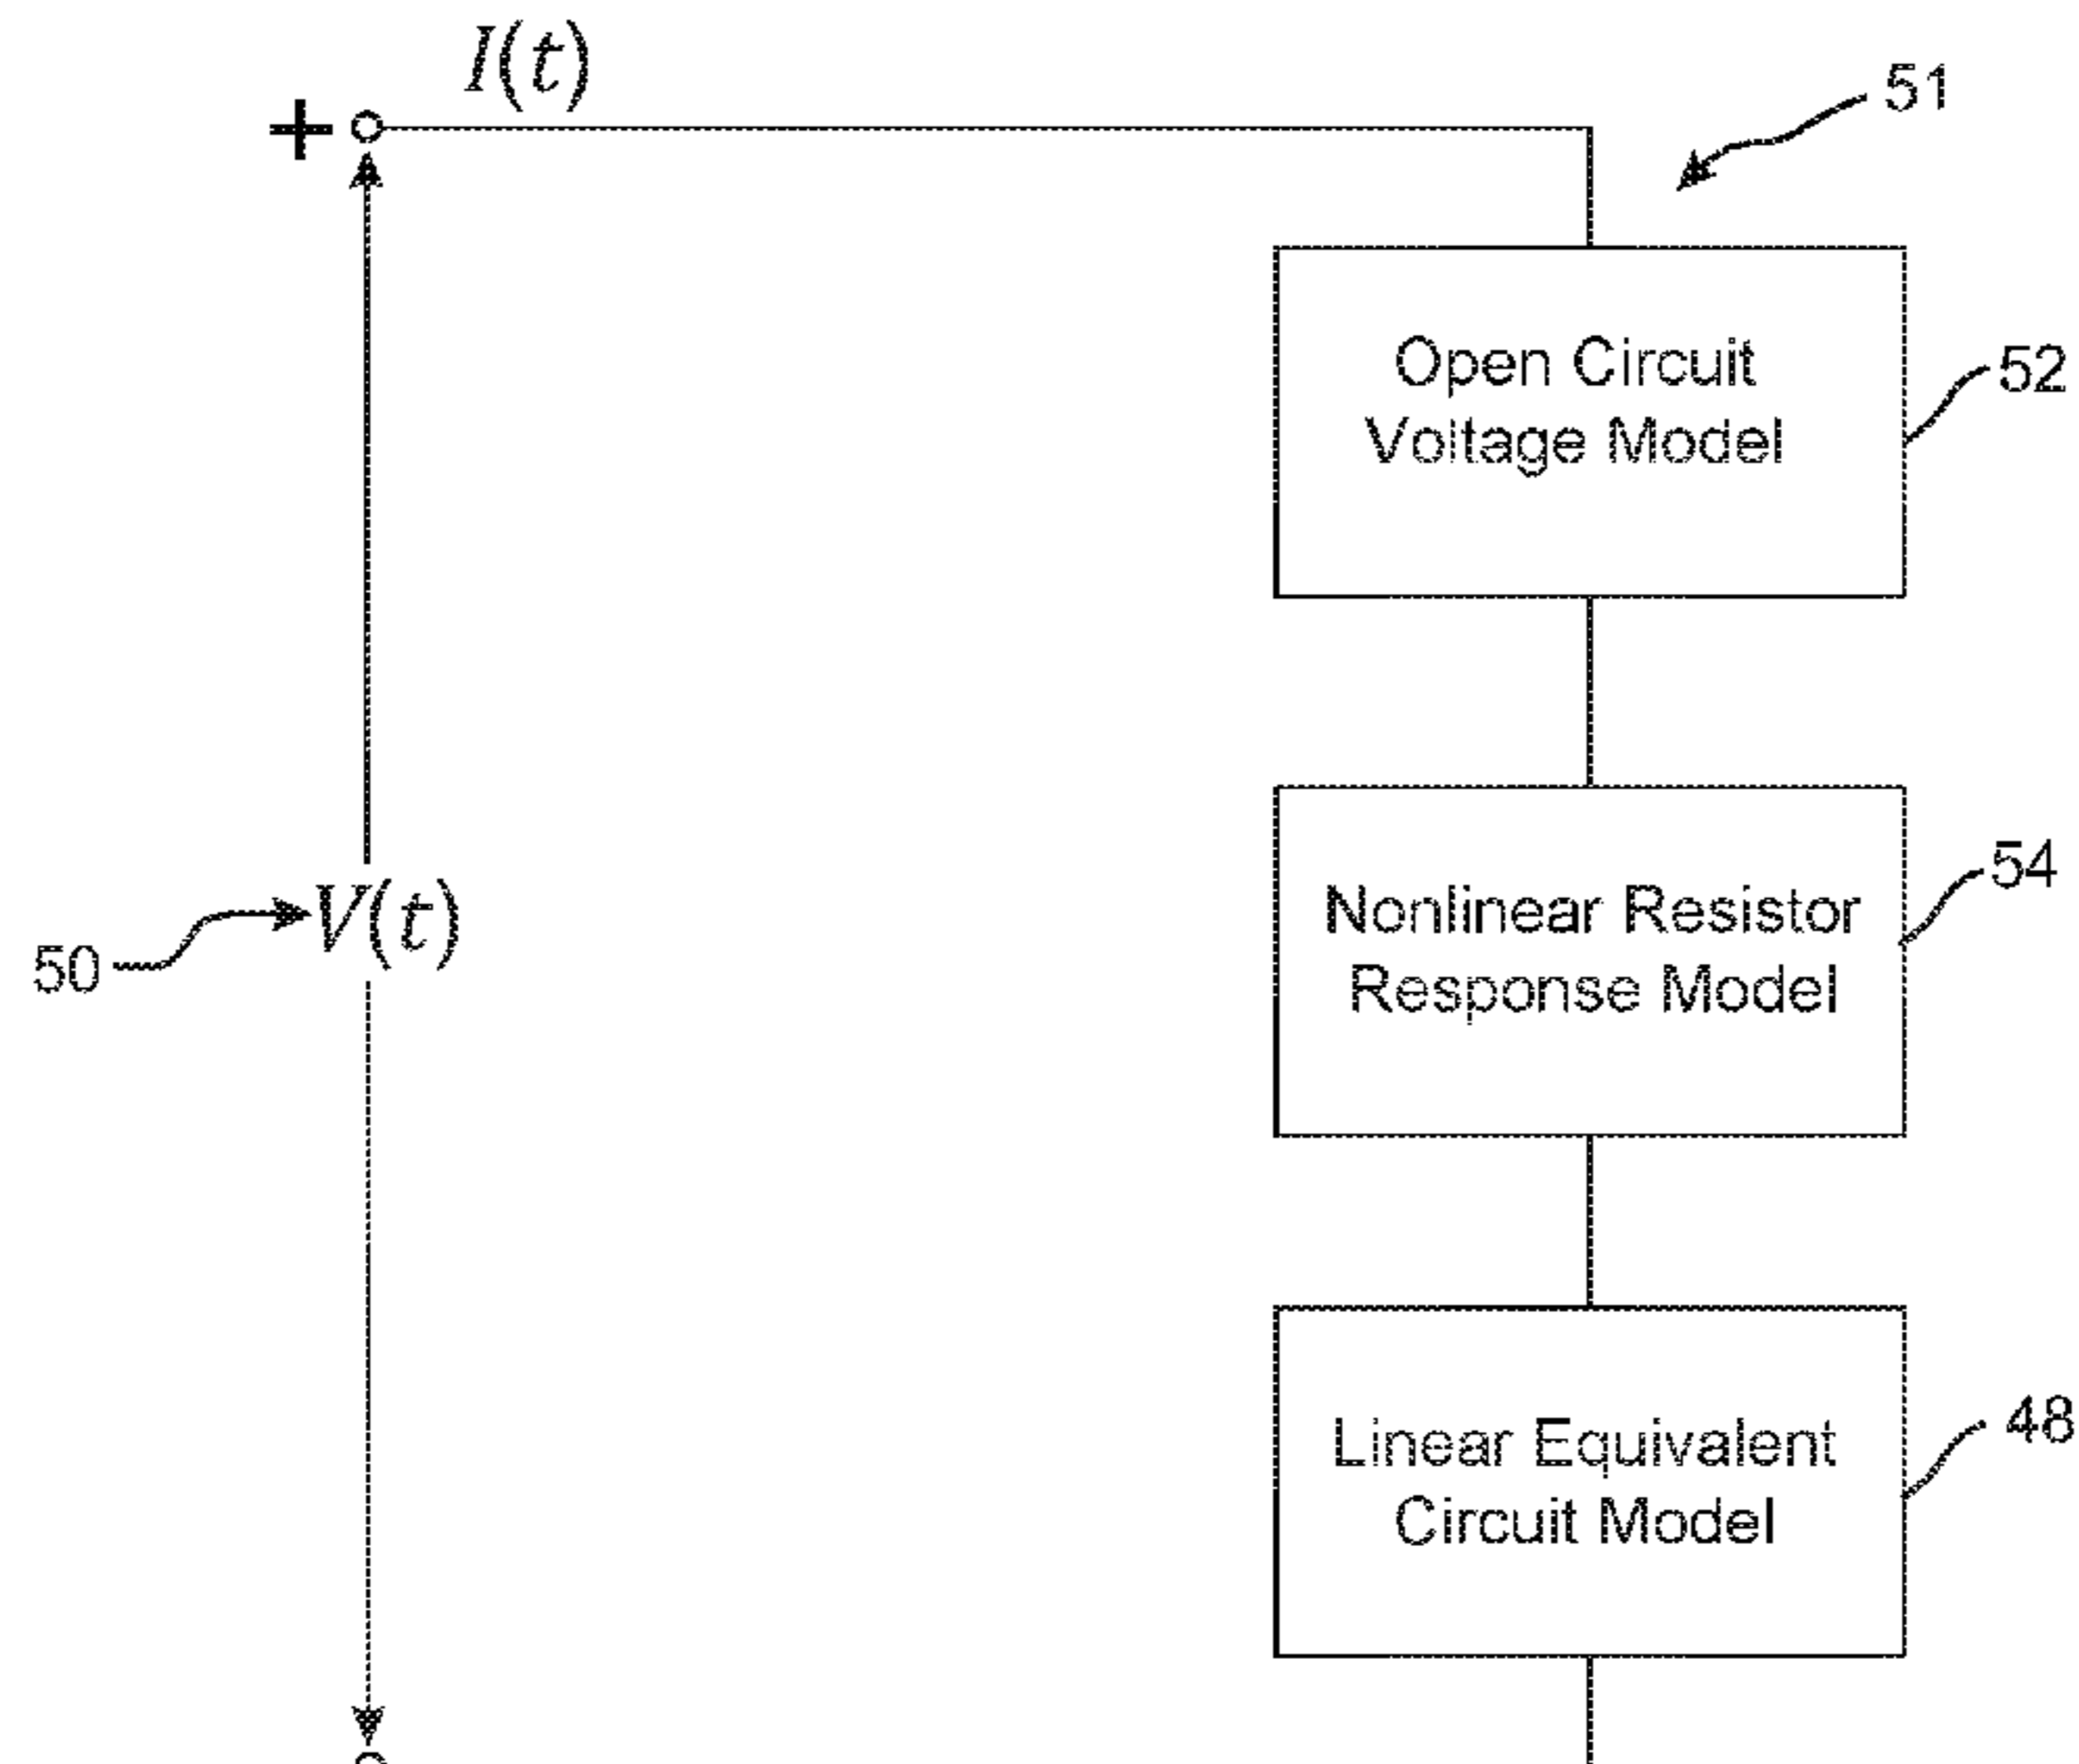 I(t)
+
51
Open Circuit
Voltage Model
52
Nonlinear Resistor
Response Model
54
V(t)
50
Linear Equivalent
Circuit Model
48